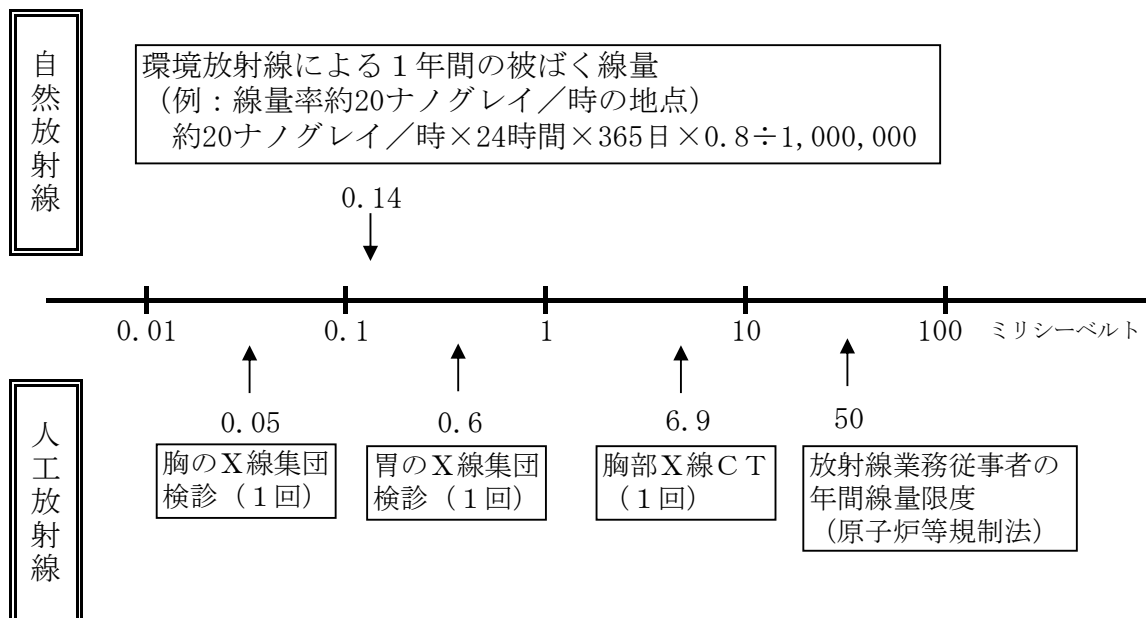 自然放射線
環境放射線による１年間の被ばく線量
（例：線量率約20ナノグレイ／時の地点）
約20ナノグレイ／時×24時間×365日×0.8÷1,000,000
0.14
0.01
0.1
1
10
100
ミリシーベルト
人工放射線
0.05
胸のＸ線集団
検診（１回）
0.6
胃のＸ線集団
検診（１回）
6.9
胸部Ｘ線ＣＴ
（１回）
50
放射線業務従事者の
年間線量限度
（原子炉等規制法）